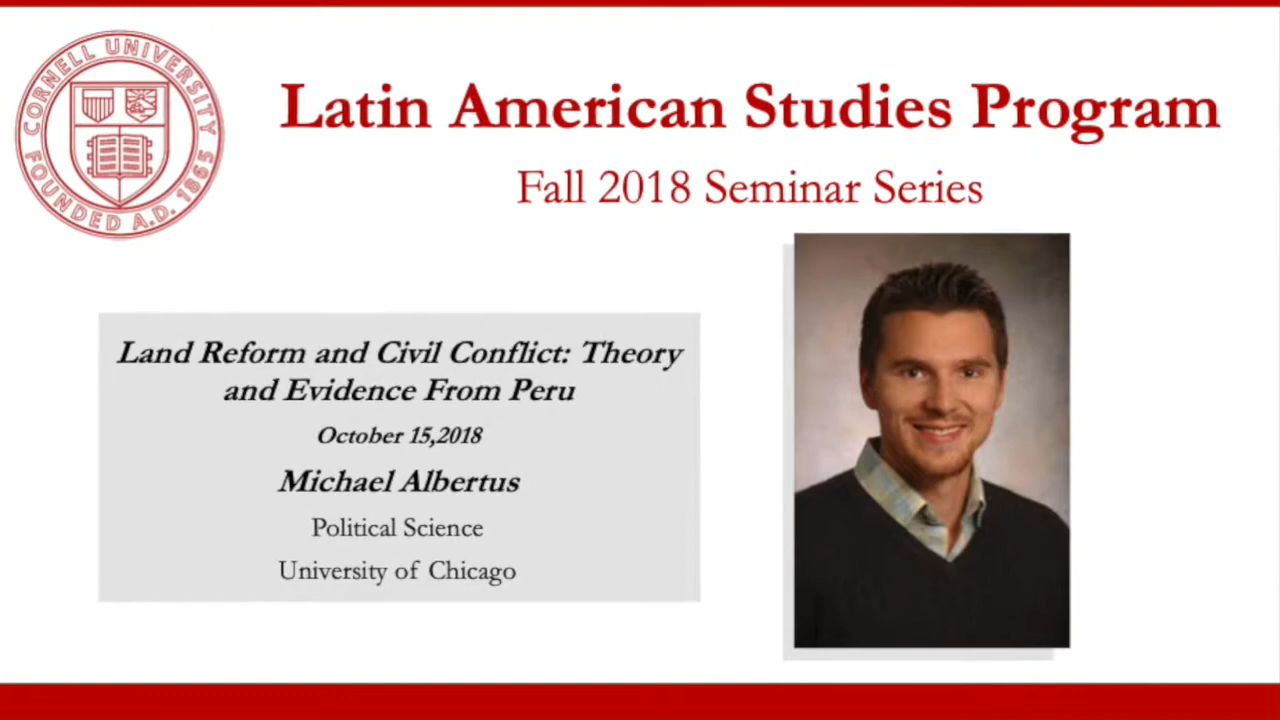 CORNELL UNIVERSITY
FOUNDED A.D. 1865
Latin American Studies Program
Fall 2018 Seminar Series
Land Reform and Civil Conflict: Theory
and Evidence From Peru
October 15,2018
Michael Albertus
Political Science
University of Chicago